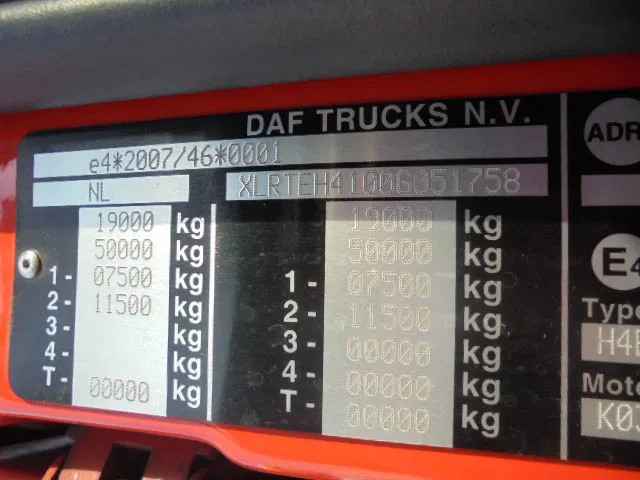 DAF TRUCKS N.V.
ADR
e4*2007/46*0001
NL XLRTEH4100G051758
19000 kg 19000 kg
50000 kg 50000 kg
1- 07500 kg 1- 07500 kg
2- 11500 kg 2- 11500 kg
3- kg 3- 00000 kg
4- kg 4- 00000 kg
T- 00000 kg T- 00000 kg
E4
Type
H4
Moto
K0